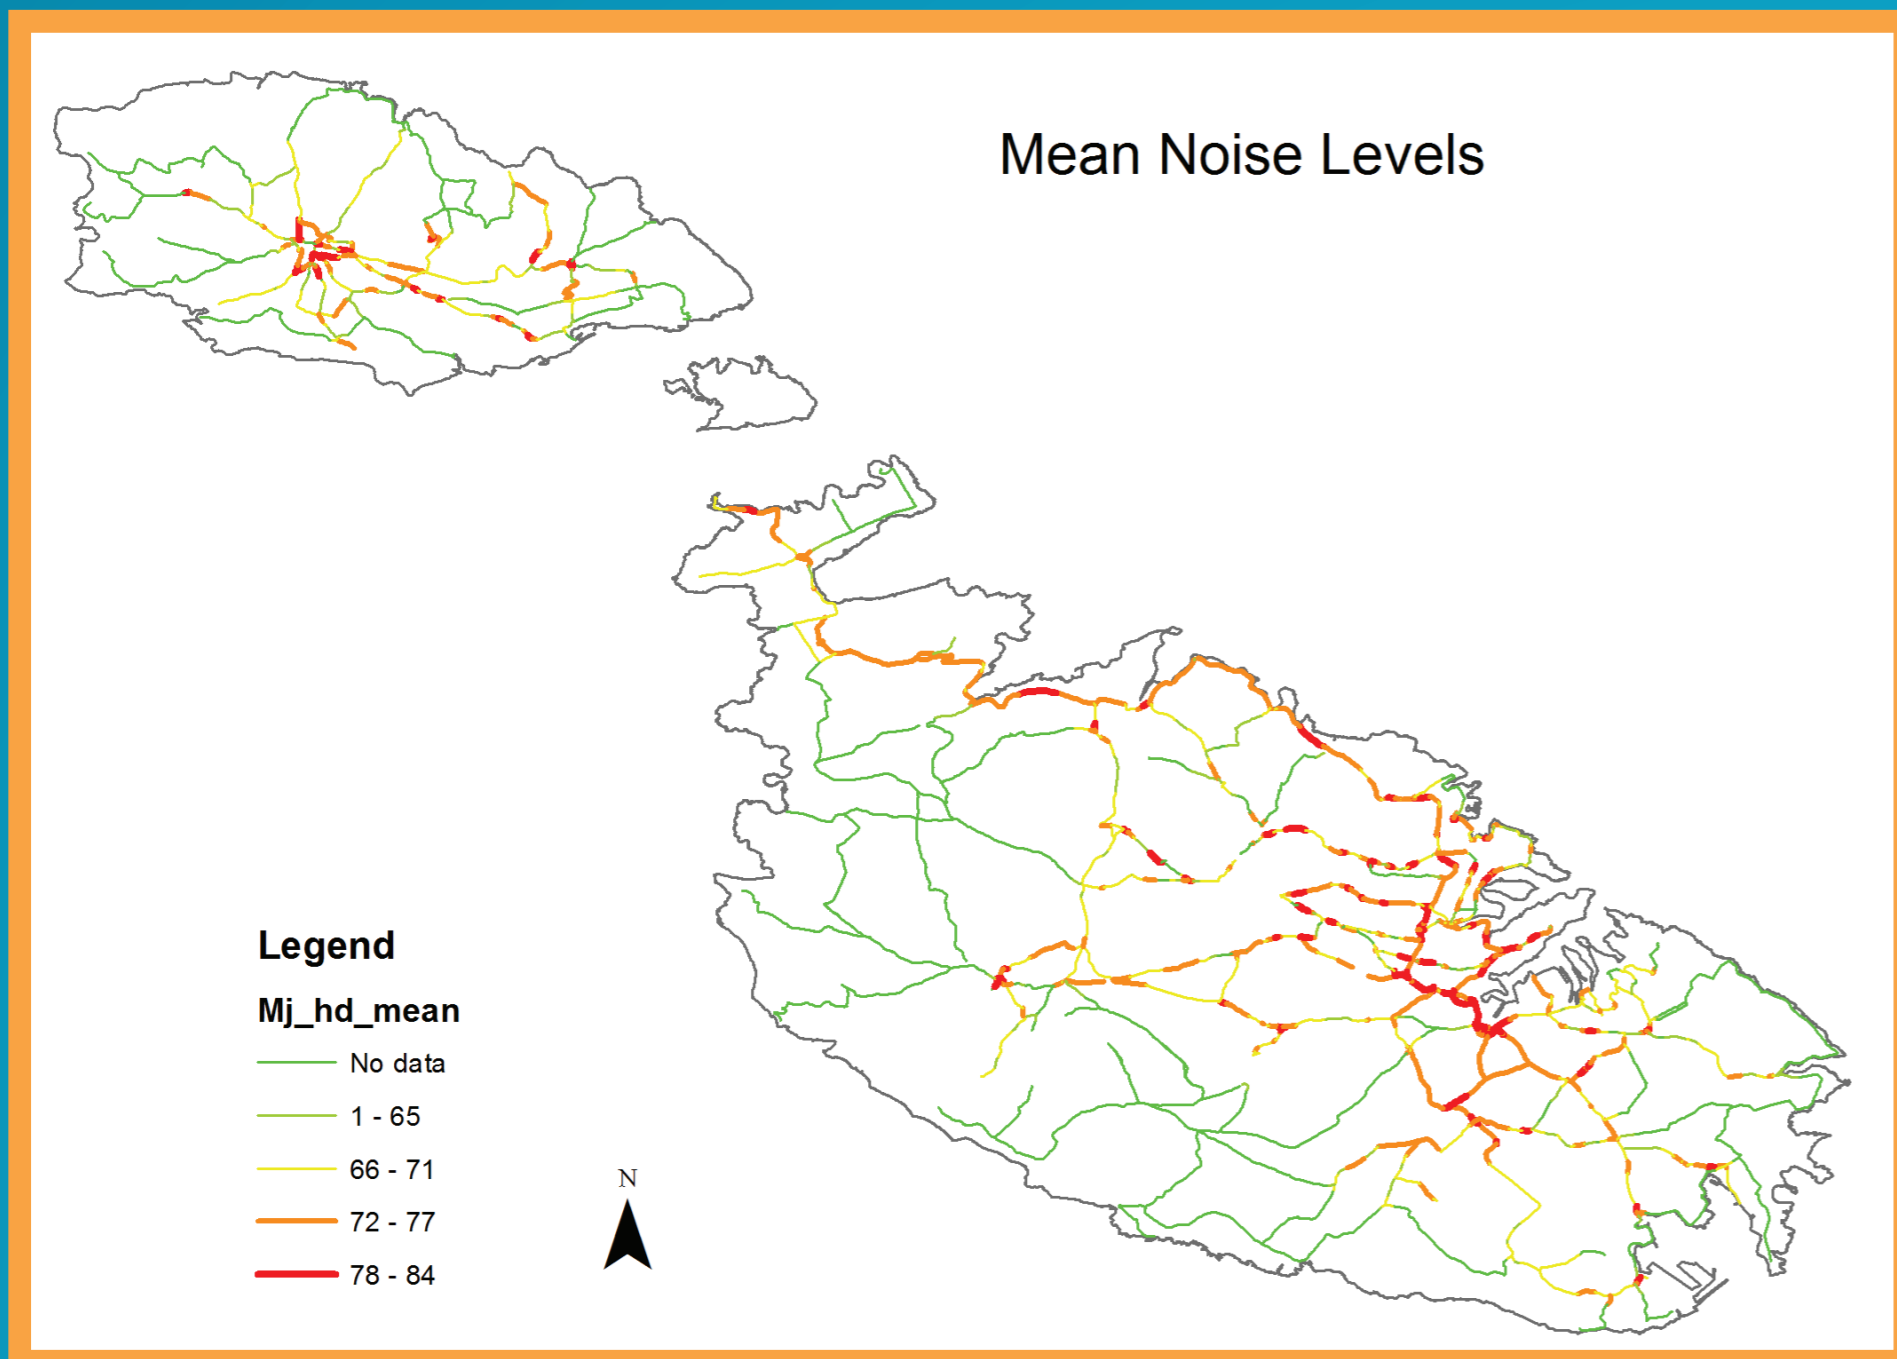 Mean Noise Levels
Legend
Mj_hd_mean
No data
1 - 65
66 - 71
72 - 77
78 - 84
N